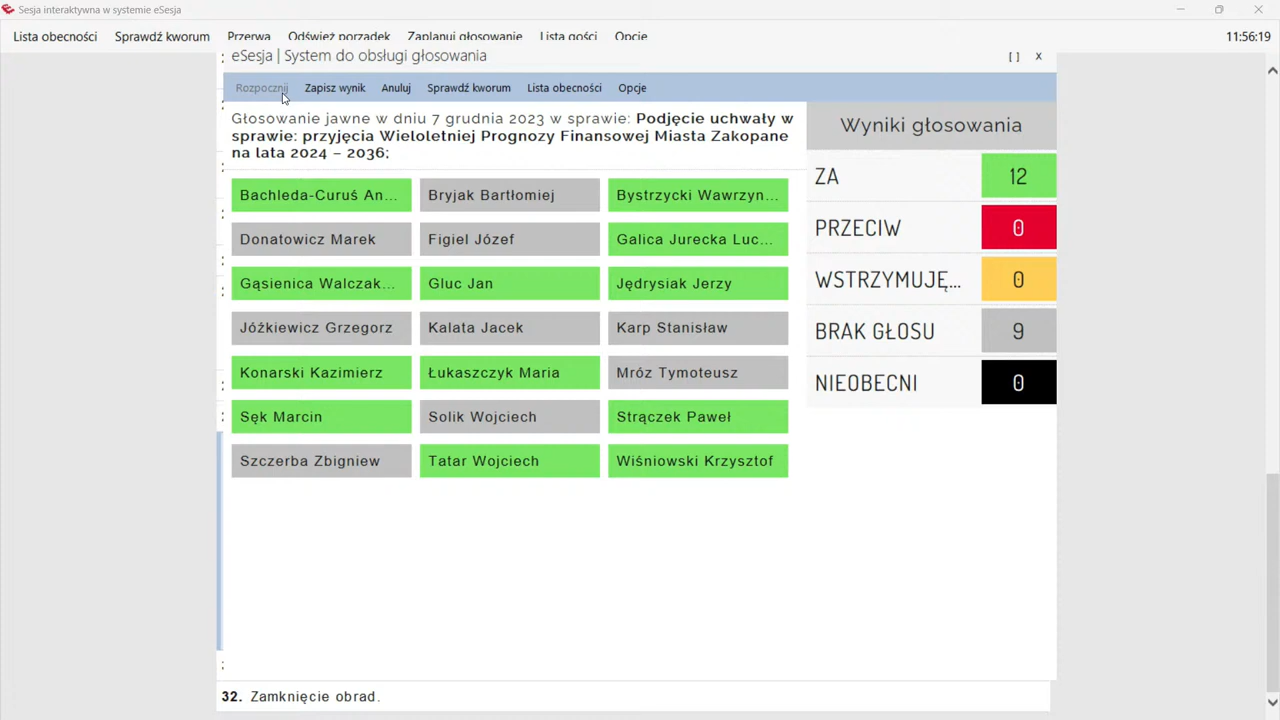 Sesja interaktywna w systemie eSesja
Lista obecności Sprawdź kworum Przerwa Odśwież porządek Zaplanuj głosowanie Lista gości Opcje 11:56:19
eSesja | System do obsługi głosowania [ ] x
Rozpocznij Zapisz wynik Anuluj Sprawdź kworum Lista obecności Opcje
Głosowanie jawne w dniu 7 grudnia 2023 w sprawie: Podjęcie uchwały w
sprawie: przyjęcia Wieloletniej Prognozy Finansowej Miasta Zakopane
na lata 2024 – 2036;
Bachleda-Curuś An... Bryjak Bartłomiej Bystrzycki Wawrzyn...
Donatowicz Marek Figiel Józef Galica Jurecka Luc...
Gąsienica Walczak... Gluc Jan Jędrysiak Jerzy
Jóźkiewicz Grzegorz Kalata Jacek Karp Stanisław
Konarski Kazimierz Łukaszczyk Maria Mróz Tymoteusz
Sęk Marcin Solik Wojciech Strączek Paweł
Szczerba Zbigniew Tatar Wojciech Wiśniowski Krzysztof
Wyniki głosowania
ZA 12
PRZECIW 0
WSTRZYMUJĘ... 0
BRAK GŁOSU 9
NIEOBECNI 0
32. Zamknięcie obrad.